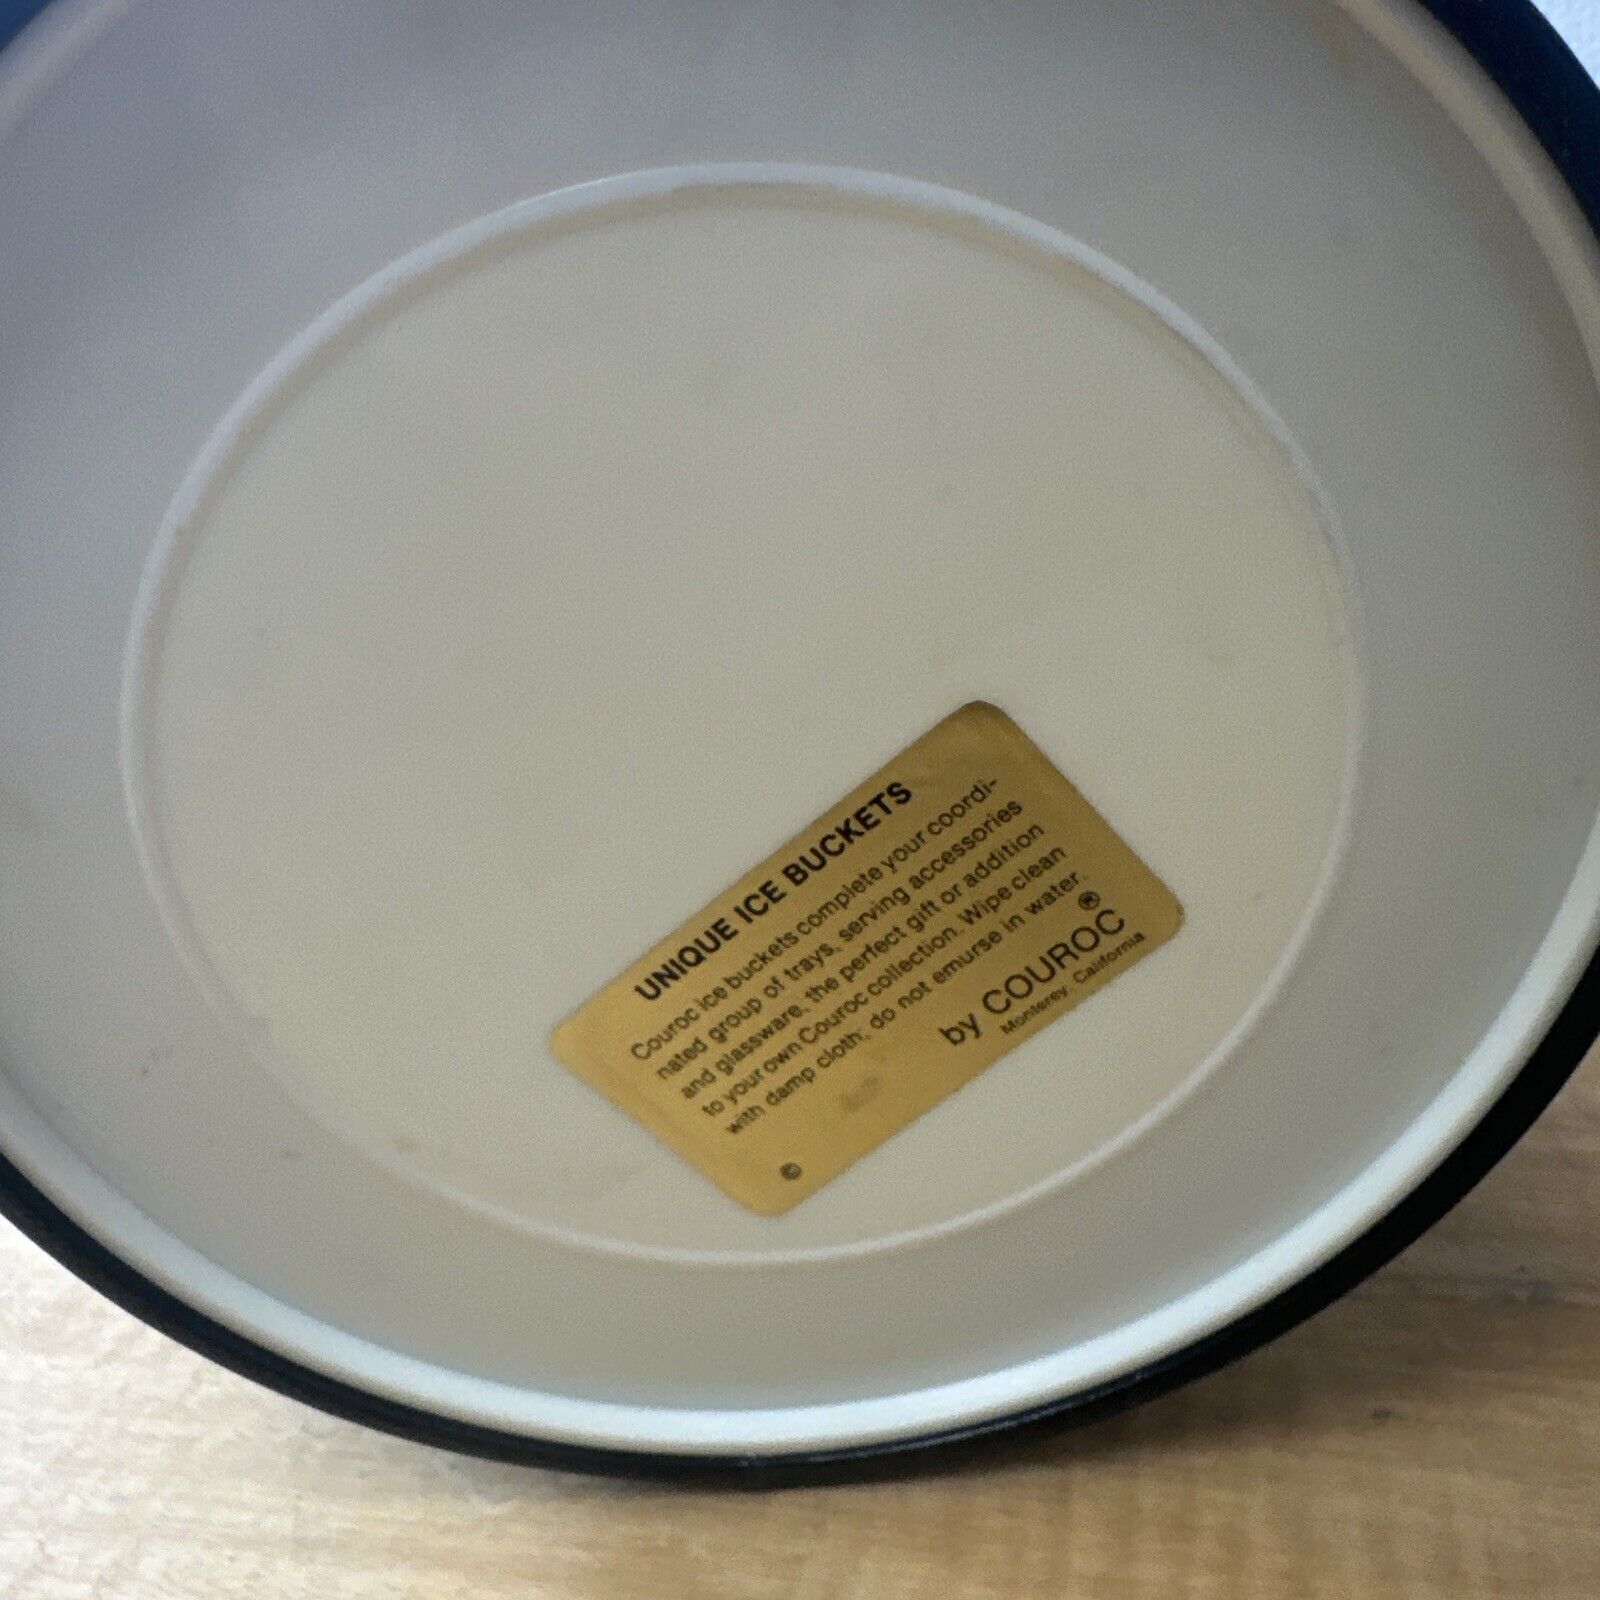 UNIQUE ICE BUCKETS
Couroc ice buckets complete your coordi-
nated group of trays, serving accessories
and glassware, the perfect gift or addition
to your own Couroc collection. Wipe clean
with damp cloth; do not emurse in water.
by COUROC®
Monterey, California
©